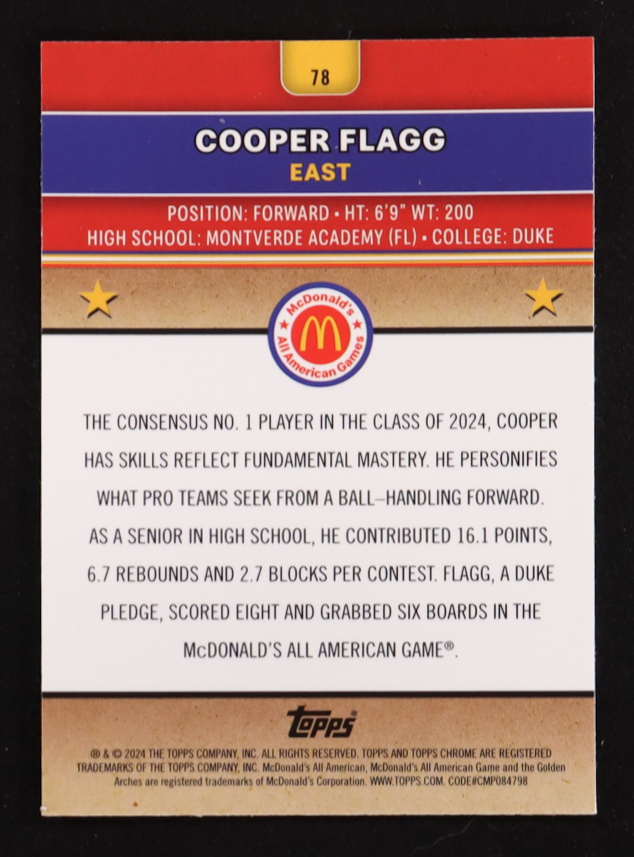 78
COOPER FLAGG
EAST
POSITION: FORWARD • HT: 6'9" WT: 200
HIGH SCHOOL: MONTVERDE ACADEMY (FL) • COLLEGE: DUKE
McDonald's
All American Games
THE CONSENSUS NO. 1 PLAYER IN THE CLASS OF 2024, COOPER
HAS SKILLS REFLECT FUNDAMENTAL MASTERY. HE PERSONIFIES
WHAT PRO TEAMS SEEK FROM A BALL–HANDLING FORWARD.
AS A SENIOR IN HIGH SCHOOL, HE CONTRIBUTED 16.1 POINTS,
6.7 REBOUNDS AND 2.7 BLOCKS PER CONTEST. FLAGG, A DUKE
PLEDGE, SCORED EIGHT AND GRABBED SIX BOARDS IN THE
McDONALD'S ALL AMERICAN GAME®.
Topps®
® & © 2024 THE TOPPS COMPANY, INC. ALL RIGHTS RESERVED. TOPPS AND TOPPS CHROME ARE REGISTERED
TRADEMARKS OF THE TOPPS COMPANY, INC. McDonald's All American, McDonald's All American Game and the Golden
Arches are registered trademarks of McDonald's Corporation. WWW.TOPPS.COM. CODE#CMP084798